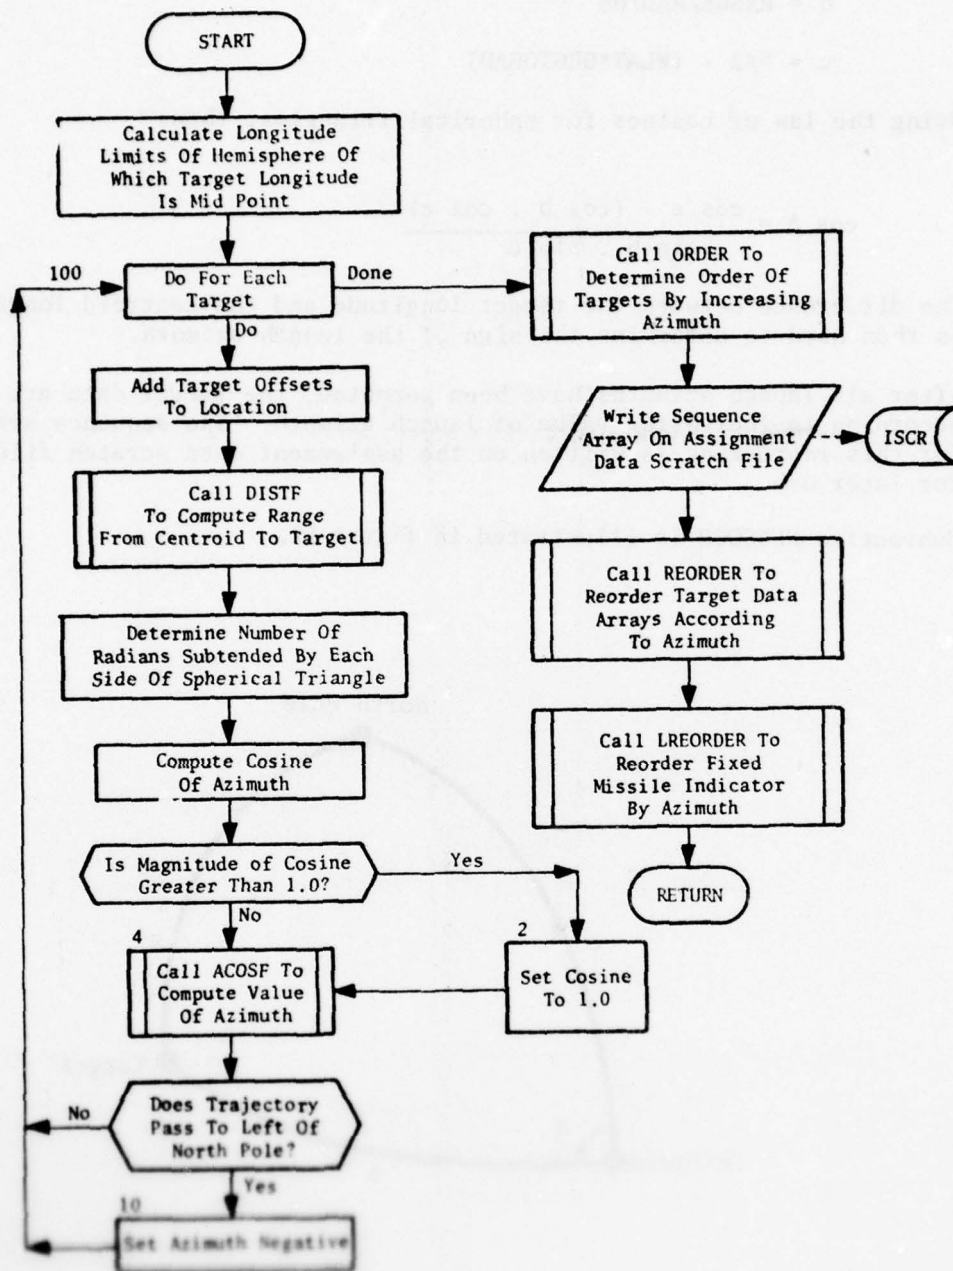 START
Calculate Longitude
Limits Of Hemisphere Of
Which Target Longitude
Is Mid Point
100
Do For Each
Target
Done
Do
Add Target Offsets
To Location
Call DISTF
To Compute Range
From Centroid To Target
Determine Number Of
Radians Subtended By Each
Side Of Spherical Triangle
Compute Cosine
Of Azimuth
Is Magnitude of Cosine
Greater Than 1.0?
Yes
No
2
Set Cosine
To 1.0
4
Call ACOSF To
Compute Value
Of Azimuth
Does Trajectory
Pass To Left Of
North Pole?
No
Yes
10
Set Azimuth Negative
Call ORDER To
Determine Order Of
Targets By Increasing
Azimuth
Write Sequence
Array On Assignment
Data Scratch File
ISCR
Call REORDER To
Reorder Target Data
Arrays According
To Azimuth
Call LREORDER To
Reorder Fixed
Missile Indicator
By Azimuth
RETURN